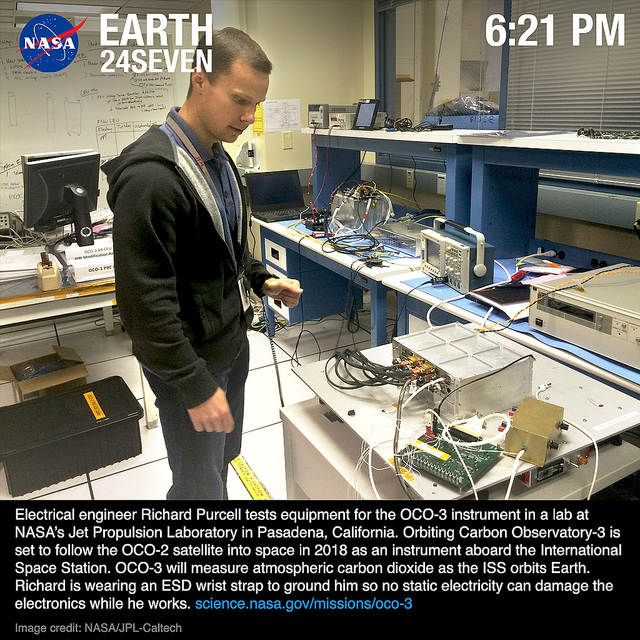 NASA
EARTH
24SEVEN
6:21 PM
OCO-3
Electrical engineer Richard Purcell tests equipment for the OCO-3 instrument in a lab at
NASA's Jet Propulsion Laboratory in Pasadena, California. Orbiting Carbon Observatory-3 is
set to follow the OCO-2 satellite into space in 2018 as an instrument aboard the International
Space Station. OCO-3 will measure atmospheric carbon dioxide as the ISS orbits Earth.
Richard is wearing an ESD wrist strap to ground him so no static electricity can damage the
electronics while he works. science.nasa.gov/missions/oco-3
Image credit: NASA/JPL-Caltech